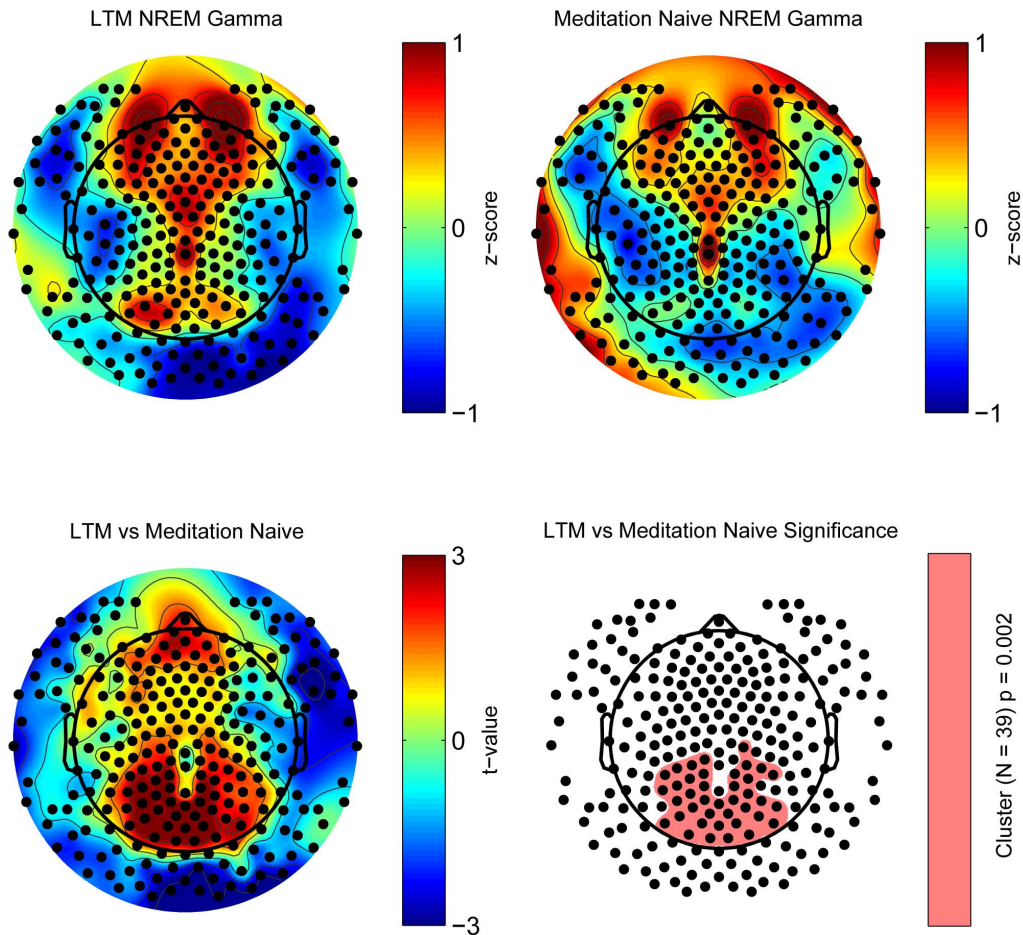 LTM NREM Gamma
1
0
−1
z−score
Meditation Naive NREM Gamma
1
0
−1
z−score
LTM vs Meditation Naive
3
0
−3
t−value
LTM vs Meditation Naive Significance
Cluster (N = 39) p = 0.002